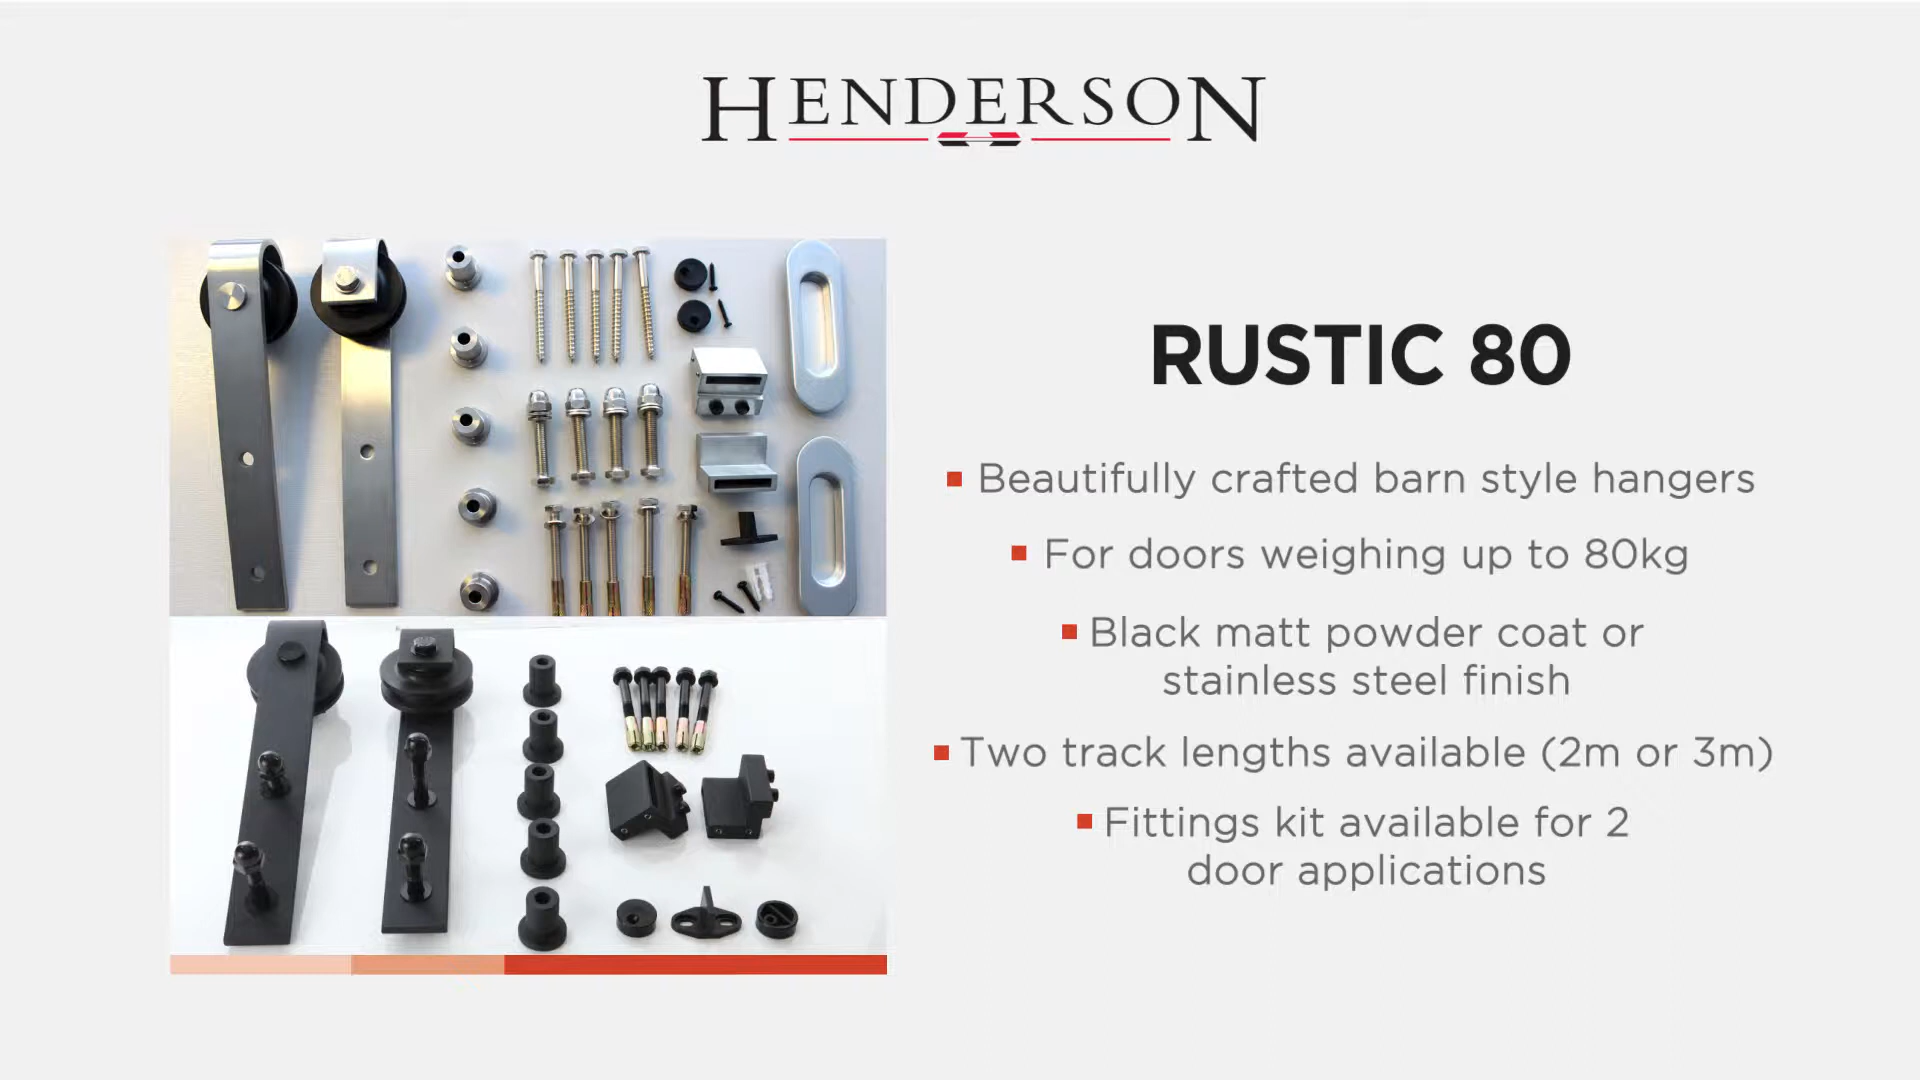 HENDERSON
RUSTIC 80
Beautifully crafted barn style hangers
For doors weighing up to 80kg
Black matt powder coat or
stainless steel finish
Two track lengths available (2m or 3m)
Fittings kit available for 2
door applications